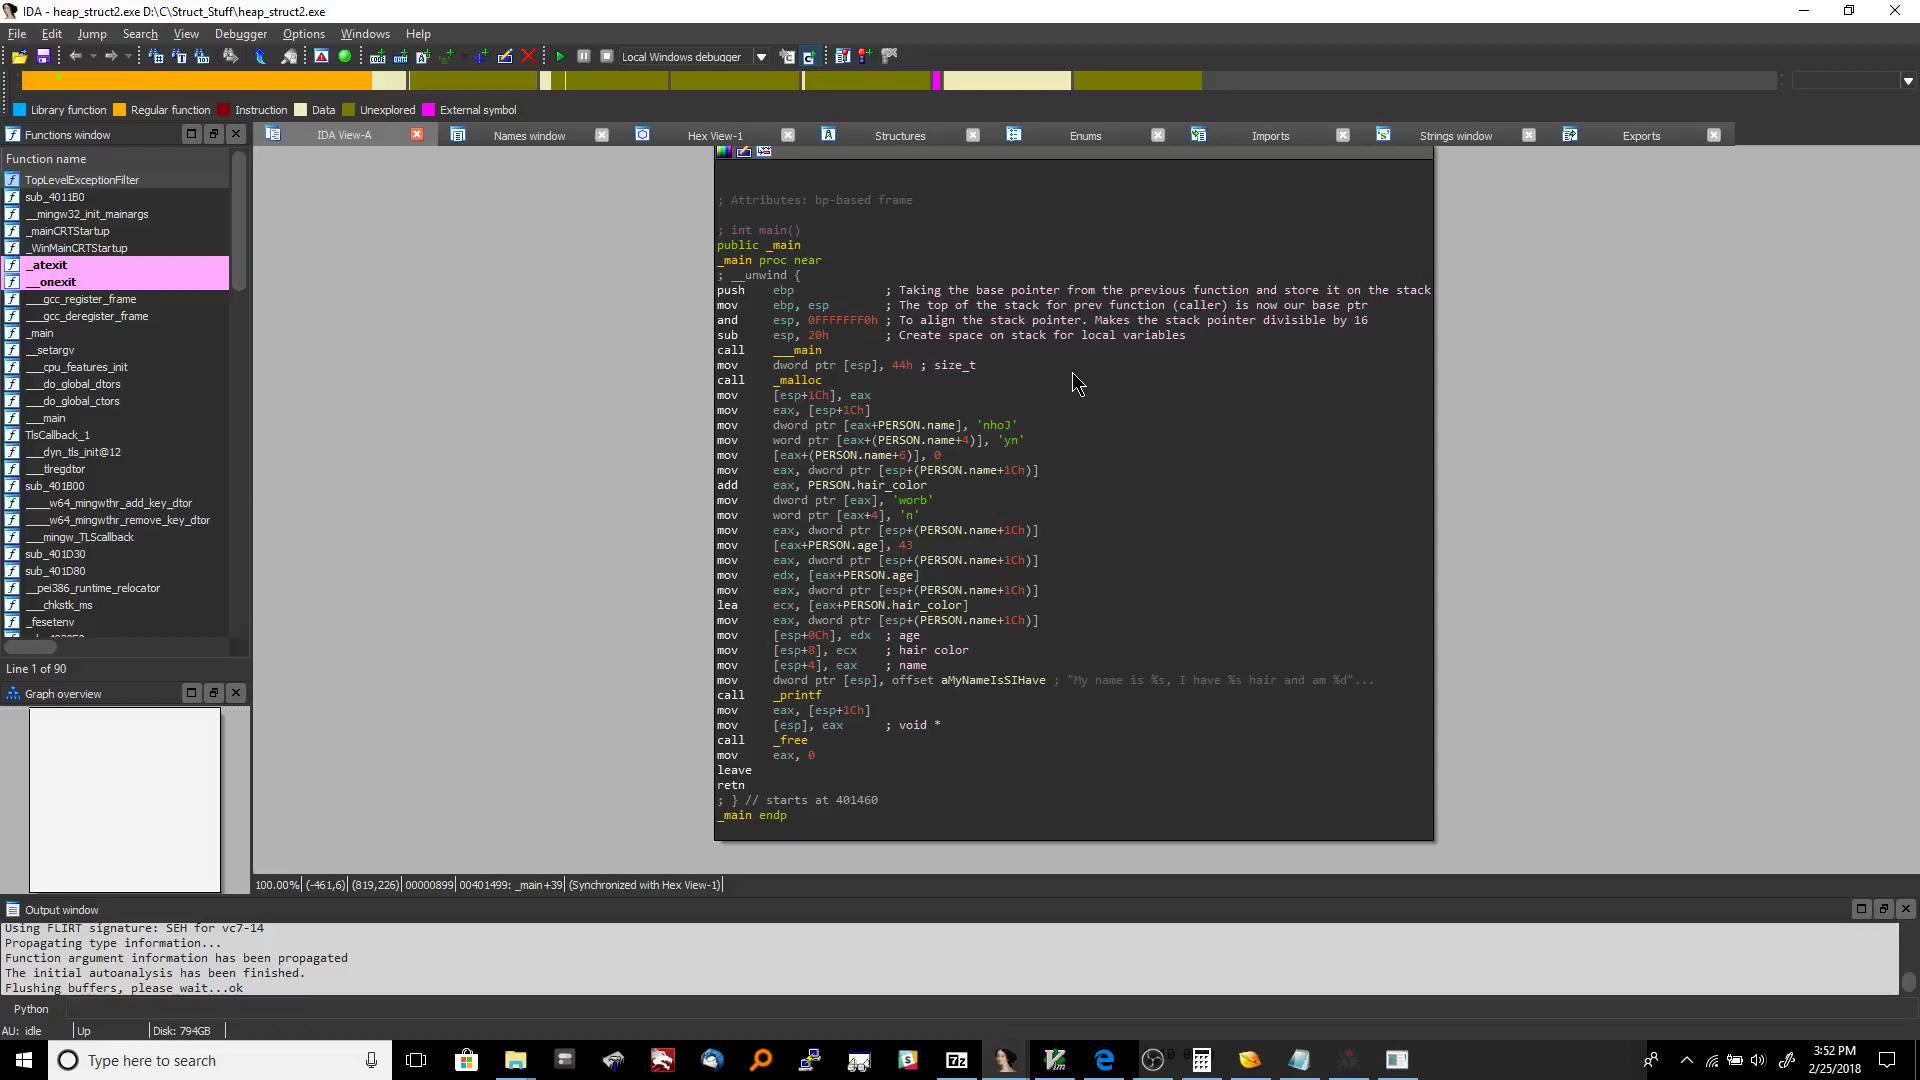 IDA - heap_struct2.exe D:\C\Struct_Stuff\heap_struct2.exe
File Edit Jump Search View Debugger Options Windows Help
Local Windows debugger
Library function Regular function Instruction Data Unexplored External symbol
Functions window
IDA View-A Names window Hex View-1 Structures Enums Imports Strings window Exports
Function name
TopLevelExceptionFilter
sub_4011B0
__mingw32_init_mainargs
_mainCRTStartup
_WinMainCRTStartup
_atexit
__onexit
___gcc_register_frame
___gcc_deregister_frame
_main
__setargv
___cpu_features_init
___do_global_dtors
___do_global_ctors
___main
TlsCallback_1
___dyn_tls_init@12
___tlregdtor
sub_401B00
____w64_mingwthr_add_key_dtor
____w64_mingwthr_remove_key_dtor
___mingw_TLScallback
sub_401D30
sub_401D80
__pei386_runtime_relocator
___chkstk_ms
_fesetenv
Line 1 of 90
Graph overview
; Attributes: bp-based frame
; int main()
public _main
_main proc near
; __unwind {
push ebp ; Taking the base pointer from the previous function and store it on the stack
mov ebp, esp ; The top of the stack for prev function (caller) is now our base ptr
and esp, 0FFFFFFF0h ; To align the stack pointer. Makes the stack pointer divisible by 16
sub esp, 20h ; Create space on stack for local variables
call ___main
mov dword ptr [esp], 44h ; size_t
call _malloc
mov [esp+1Ch], eax
mov eax, [esp+1Ch]
mov dword ptr [eax+PERSON.name], 'nhoJ'
mov word ptr [eax+(PERSON.name+4)], 'yn'
mov [eax+(PERSON.name+6)], 0
mov eax, dword ptr [esp+(PERSON.name+1Ch)]
add eax, PERSON.hair_color
mov dword ptr [eax], 'worb'
mov word ptr [eax+4], 'n'
mov eax, dword ptr [esp+(PERSON.name+1Ch)]
mov [eax+PERSON.age], 43
mov eax, dword ptr [esp+(PERSON.name+1Ch)]
mov edx, [eax+PERSON.age]
mov eax, dword ptr [esp+(PERSON.name+1Ch)]
lea ecx, [eax+PERSON.hair_color]
mov eax, dword ptr [esp+(PERSON.name+1Ch)]
mov [esp+0Ch], edx ; age
mov [esp+8], ecx ; hair color
mov [esp+4], eax ; name
mov dword ptr [esp], offset aMyNameIsSIHave ; "My name is %s, I have %s hair and am %d"...
call _printf
mov eax, [esp+1Ch]
mov [esp], eax ; void *
call _free
mov eax, 0
leave
retn
; } // starts at 401460
_main endp
100.00% (-461,6) (819,226) 00000899 00401499: _main+39 (Synchronized with Hex View-1)
Output window
Using FLIRT signature: SEH for vc7-14
Propagating type information...
Function argument information has been propagated
The initial autoanalysis has been finished.
Flushing buffers, please wait...ok
Python
AU: idle Up Disk: 794GB
Type here to search
3:52 PM
2/25/2018